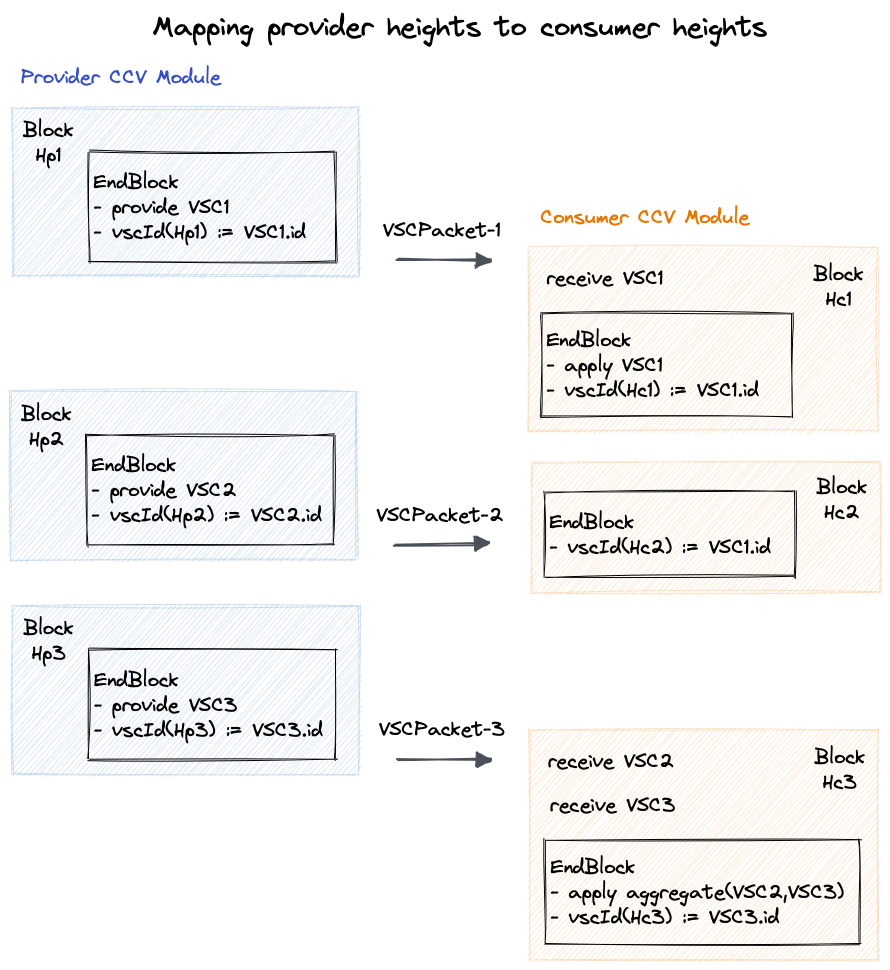 Mapping provider heights to consumer heights
Provider CCV Module
Block
Hp1
EndBlock
- provide VSC1
- vscId(Hp1) := VSC1.id
VSCPacket-1
Consumer CCV Module
receive VSC1
Block
Hc1
EndBlock
- apply VSC1
- vscId(Hc1) := VSC1.id
Block
Hp2
EndBlock
- provide VSC2
- vscId(Hp2) := VSC2.id
VSCPacket-2
Block
Hc2
EndBlock
- vscId(Hc2) := VSC1.id
Block
Hp3
EndBlock
- provide VSC3
- vscId(Hp3) := VSC3.id
VSCPacket-3
receive VSC2
Block
Hc3
receive VSC3
EndBlock
- apply aggregate(VSC2,VSC3)
- vscId(Hc3) := VSC3.id